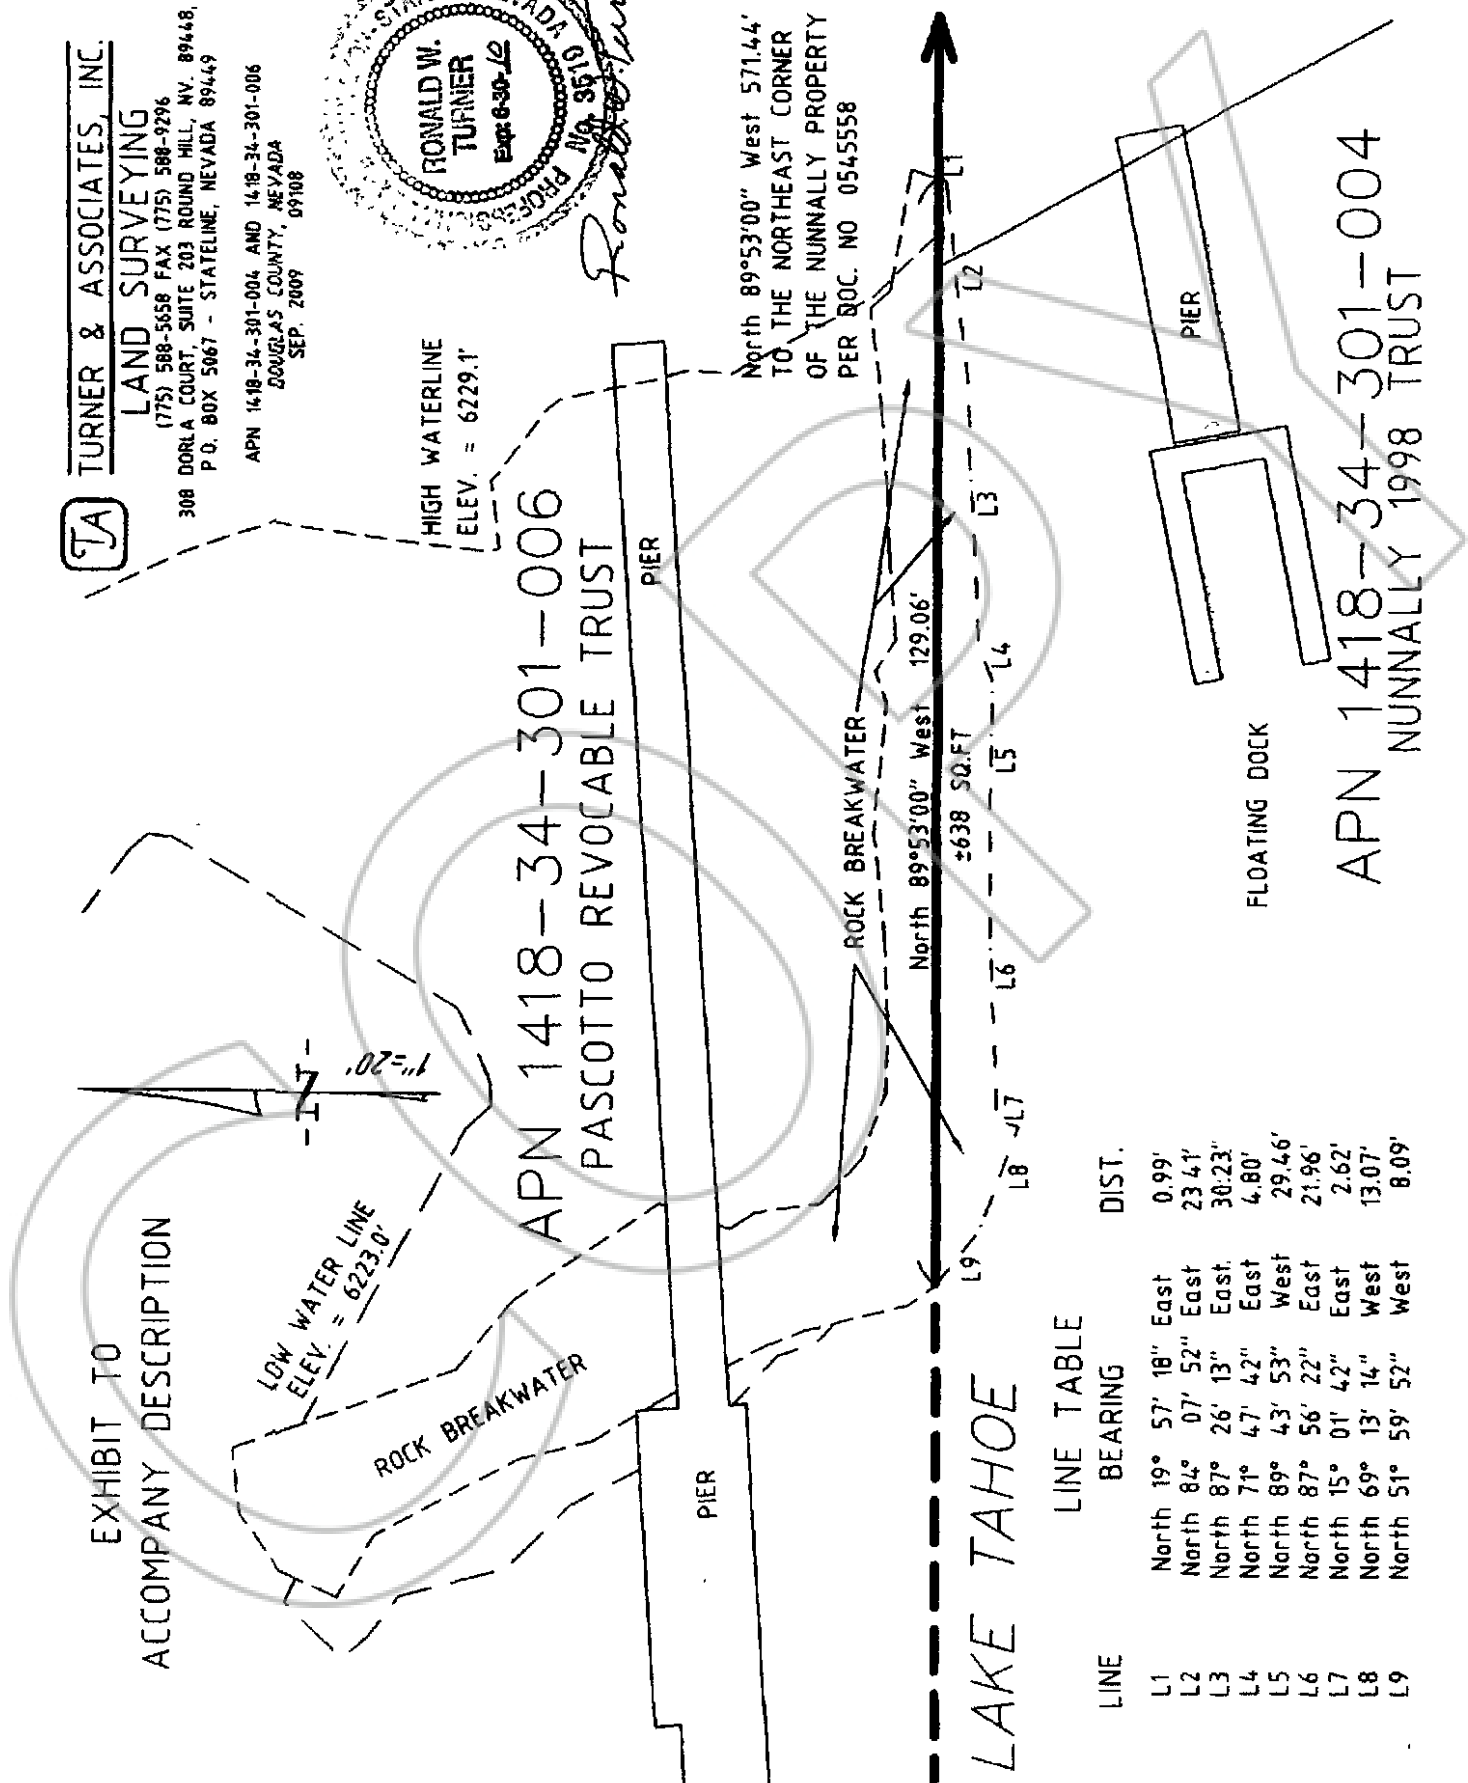 EXHIBIT TO
ACCOMPANY DESCRIPTION
TA
TURNER & ASSOCIATES, INC.
LAND SURVEYING
(775) 588-5658 FAX (775) 588-9296
308 DORLA COURT, SUITE 203 ROUND HILL, NV. 89448,
P.O. BOX 5067 - STATELINE, NEVADA 89449
APN 1418-34-301-004 AND 1418-34-301-006
DOUGLAS COUNTY, NEVADA
SEP. 2009 09108
RONALD W.
TURNER
Exp: 6-30-10
No. 3519
-N-
1"=20'
LOW WATER LINE
ELEV. = 6223.0'
HIGH WATERLINE
ELEV. = 6229.1'
ROCK BREAKWATER
APN 1418-34-301-006
PASCOTTO REVOCABLE TRUST
PIER
PIER
ROCK BREAKWATER
North 89°53'00" West 571.44'
TO THE NORTHEAST CORNER
OF THE NUNNALLY PROPERTY
PER DOC. NO 0545558
North 89°53'00" West 129.06'
±638 SQ.FT
L9
L8
L7
L6
L5
L4
L3
L2
L1
LAKE TAHOE
FLOATING DOCK
PIER
APN 1418-34-301-004
NUNNALLY 1998 TRUST
LINE TABLE
LINE BEARING DIST.
L1 North 19° 57' 18" East 0.99'
L2 North 84° 07' 52" East 23 41'
L3 North 87° 26' 13" East. 30.23"
L4 North 71° 47' 42" East 4.80'
L5 North 89° 43' 53" West 29.46'
L6 North 87° 56' 22" East 21.96'
L7 North 15° 01' 42" East 2.62'
L8 North 69° 13' 14" West 13.07'
L9 North 51° 59' 52" West 8.09'
COPY